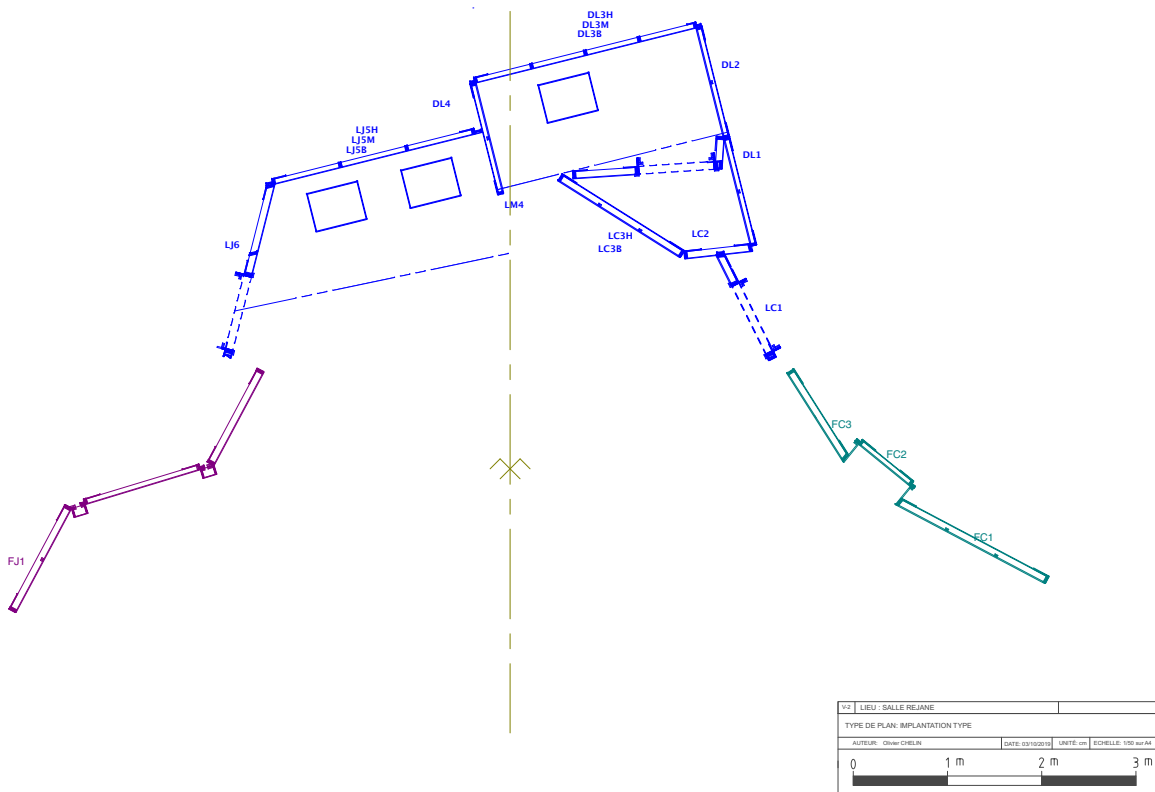 DL3H
DL3M
DL3B
DL2
DL4
LJ5H
LJ5M
LJ5B
DL1
LM4
LC3H
LC3B
LC2
LJ6
LC1
FC3
FC2
FC1
FJ1
V-2 LIEU : SALLE REJANE
TYPE DE PLAN: IMPLANTATION TYPE
AUTEUR: Olivier CHELIN DATE: 03/10/2019 UNITÉ: cm ECHELLE: 1/50 sur A4
0 1 m 2 m 3 m